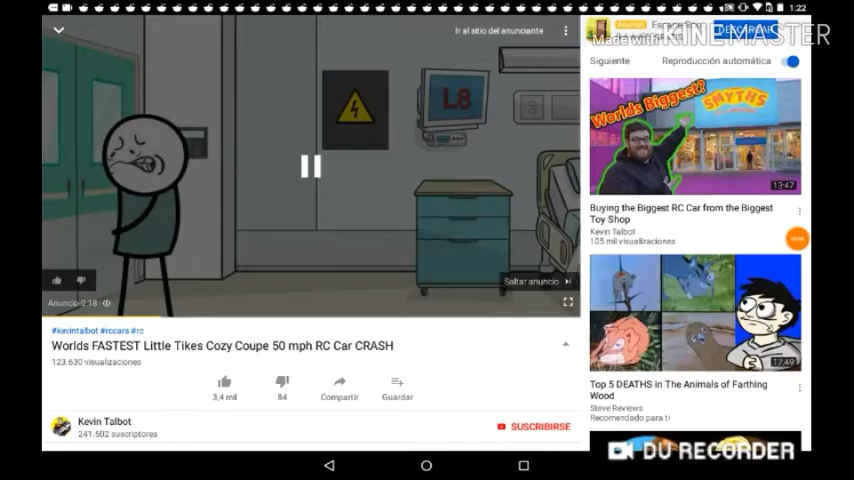 1:22
Ir al sitio del anunciante
Anuncio
DESCARGAR
Made with KINEMASTER
Siguiente
Reproducción automática
L8
Worlds Biggest?
SMYTHS
13:47
Buying the Biggest RC Car from the Biggest
Toy Shop
Kevin Talbot
105 mil visualizaciones
Saltar anuncio
Anuncio 0:18
#kevintalbot #rccars #rc
Worlds FASTEST Little Tikes Cozy Coupe 50 mph RC Car CRASH
123.630 visualizaciones
3,4 mil
84
Compartir
Guardar
Kevin Talbot
241.502 suscriptores
SUSCRIBIRSE
17:49
Top 5 DEATHS in The Animals of Farthing
Wood
Steve Reviews
Recomendado para ti
DU RECORDER